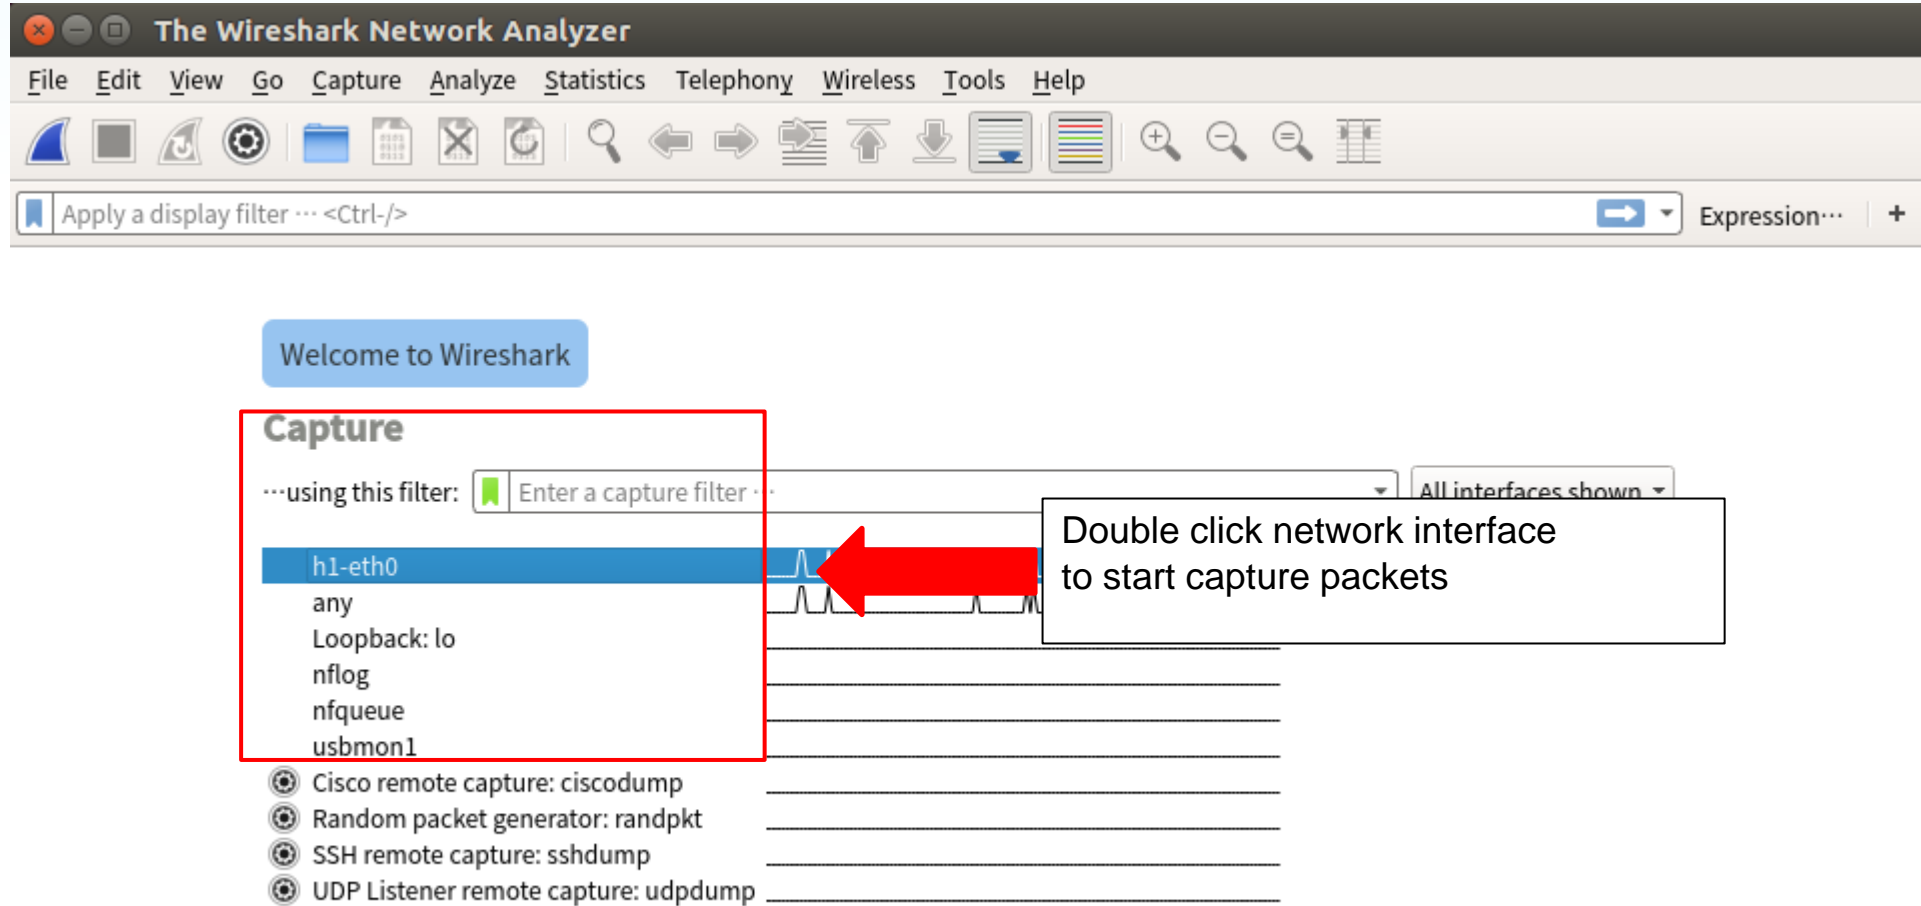 The Wireshark Network Analyzer
File Edit View Go Capture Analyze Statistics Telephony Wireless Tools Help
Apply a display filter ··· <Ctrl-/>
Expression··· +
Welcome to Wireshark
Capture
···using this filter: Enter a capture filter ··· All interfaces shown
Double click network interface
to start capture packets
h1-eth0
any
Loopback: lo
nflog
nfqueue
usbmon1
Cisco remote capture: ciscodump
Random packet generator: randpkt
SSH remote capture: sshdump
UDP Listener remote capture: udpdump